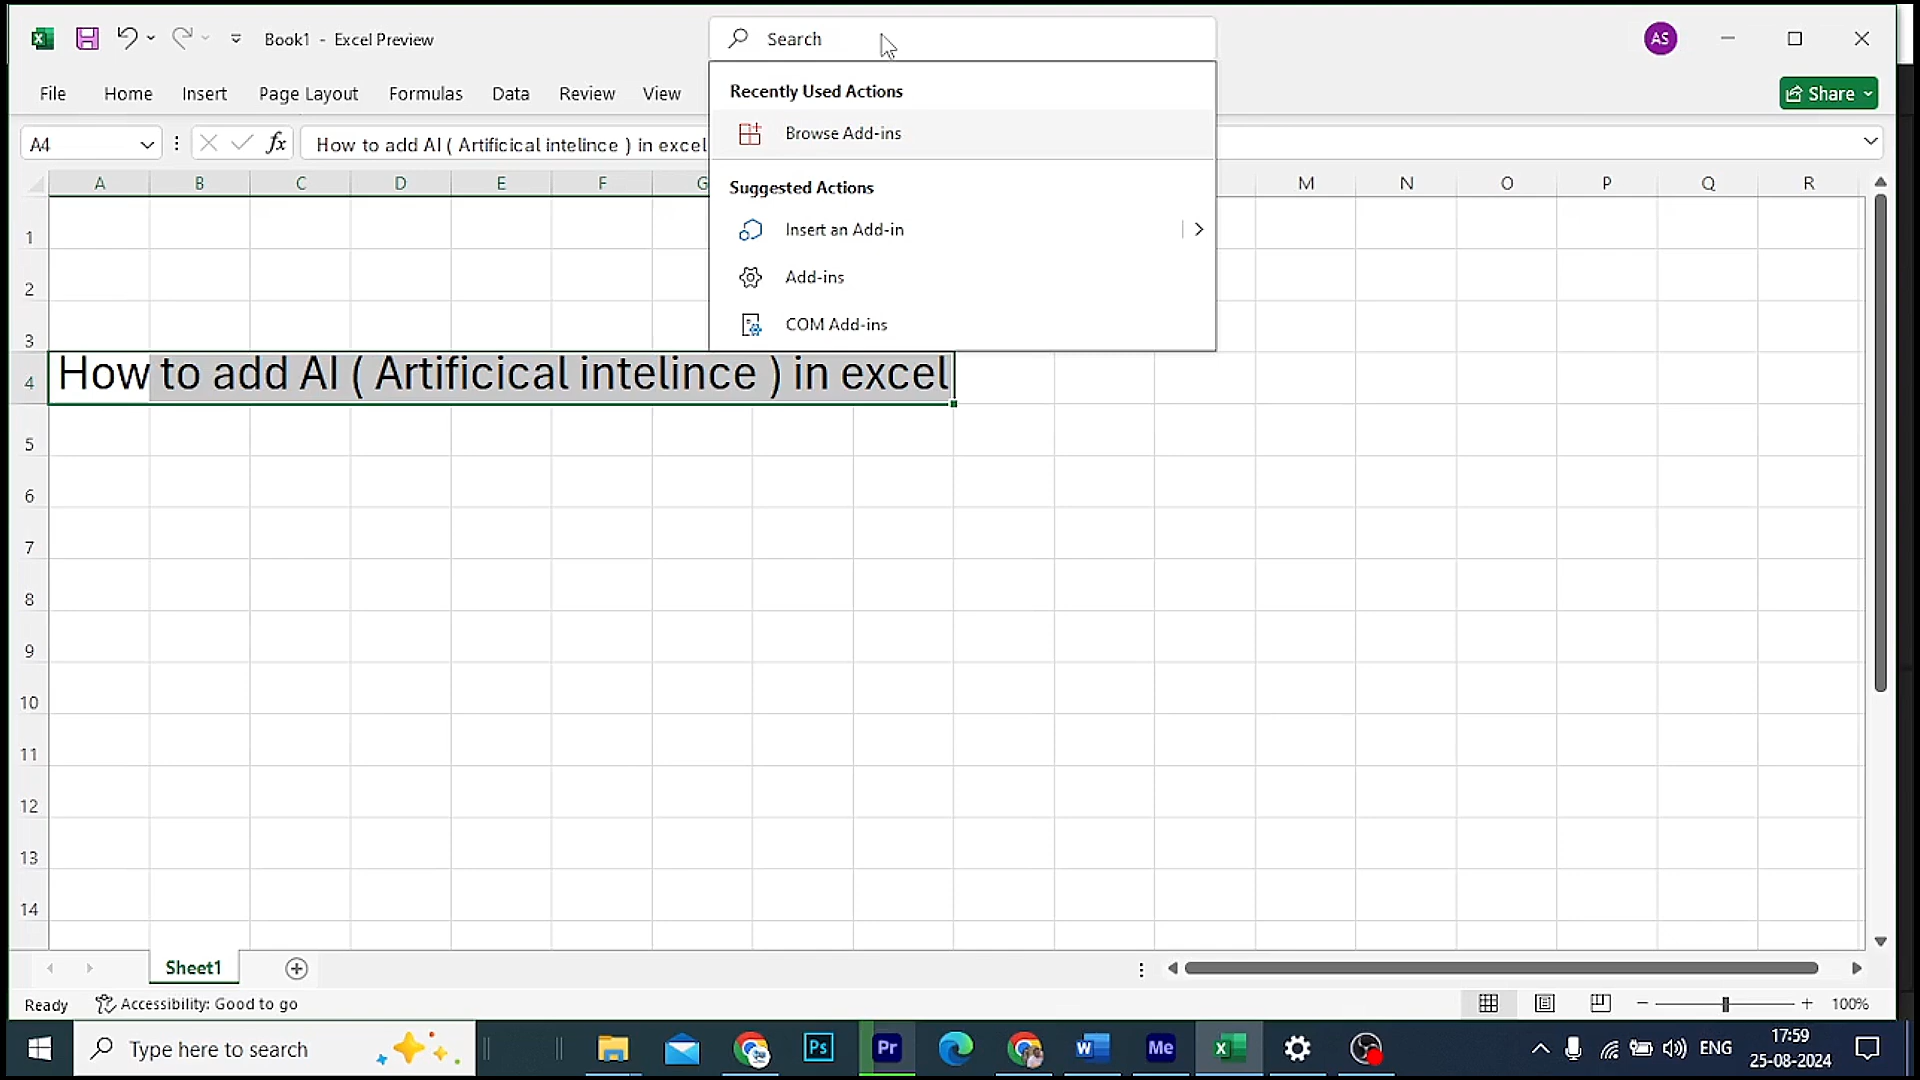 Book1 - Excel Preview
Search
AS
File Home Insert Page Layout Formulas Data Review View
Share
Recently Used Actions
Browse Add-ins
Suggested Actions
Insert an Add-in
Add-ins
COM Add-ins
A4
fx
How to add AI ( Artificical intelince ) in excel
A B C D E F G M N O P Q R
1
2
3
4
How to add AI ( Artificical intelince ) in excel
5
6
7
8
9
10
11
12
13
14
Sheet1
Ready
Accessibility: Good to go
100%
Type here to search
Ps
Pr
W
Me
X
ENG
17:59
25-08-2024